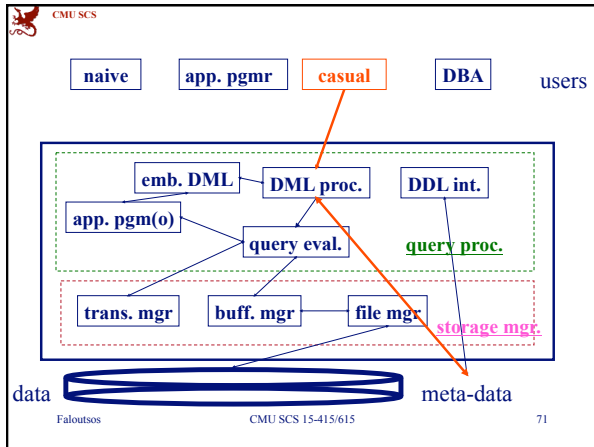 CMU SCS
naive app. pgmr casual DBA users
emb. DML DML proc. DDL int.
app. pgm(o)
query eval. query proc.
trans. mgr buff. mgr file mgr
storage mgr.
data meta-data
Faloutsos CMU SCS 15-415/615 71